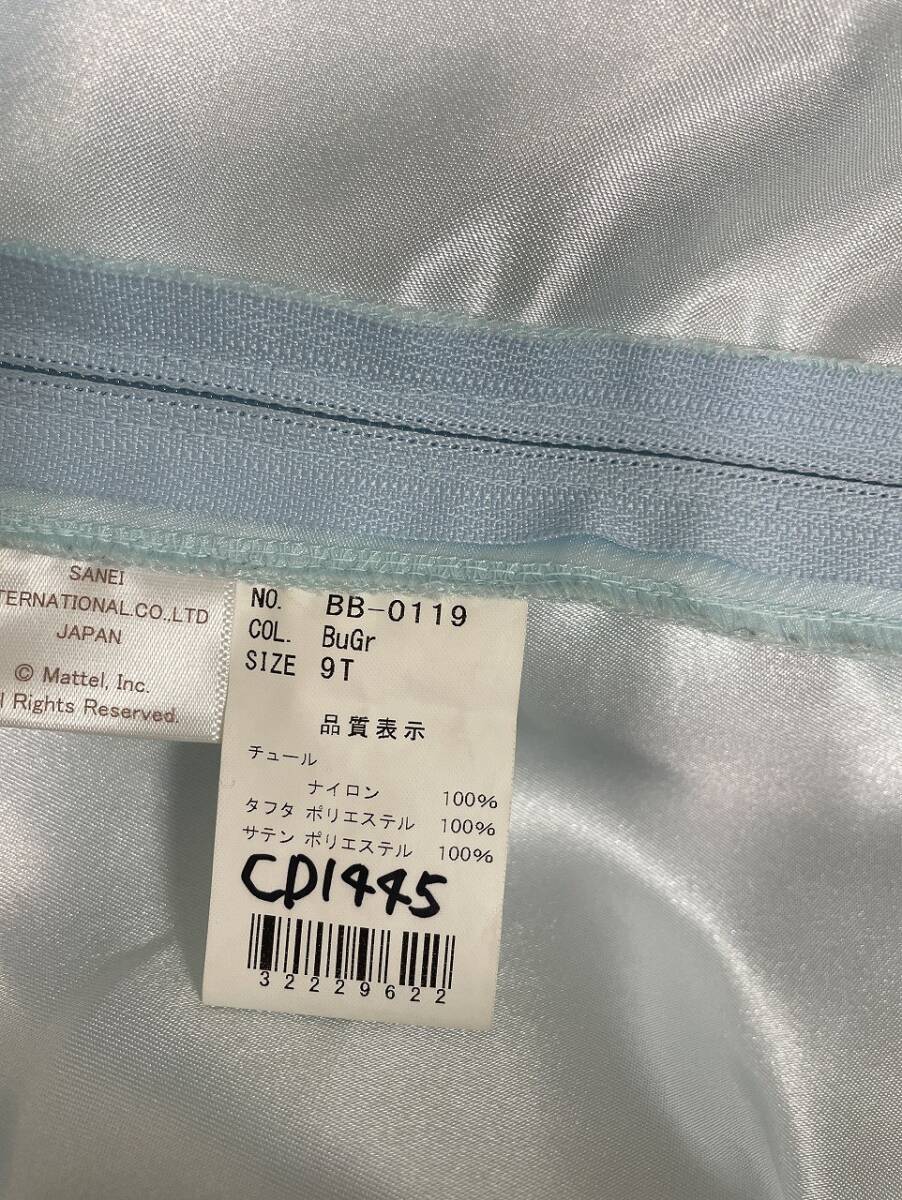 SANEI
TERNATIONAL.CO.,LTD
JAPAN
© Mattel, Inc.
l Rights Reserved.
NO. BB-0119
COL. BuGr
SIZE 9T
品質表示
チュール
ナイロン 100%
タフタ ポリエステル 100%
サテン ポリエステル 100%
CD1445
32229622